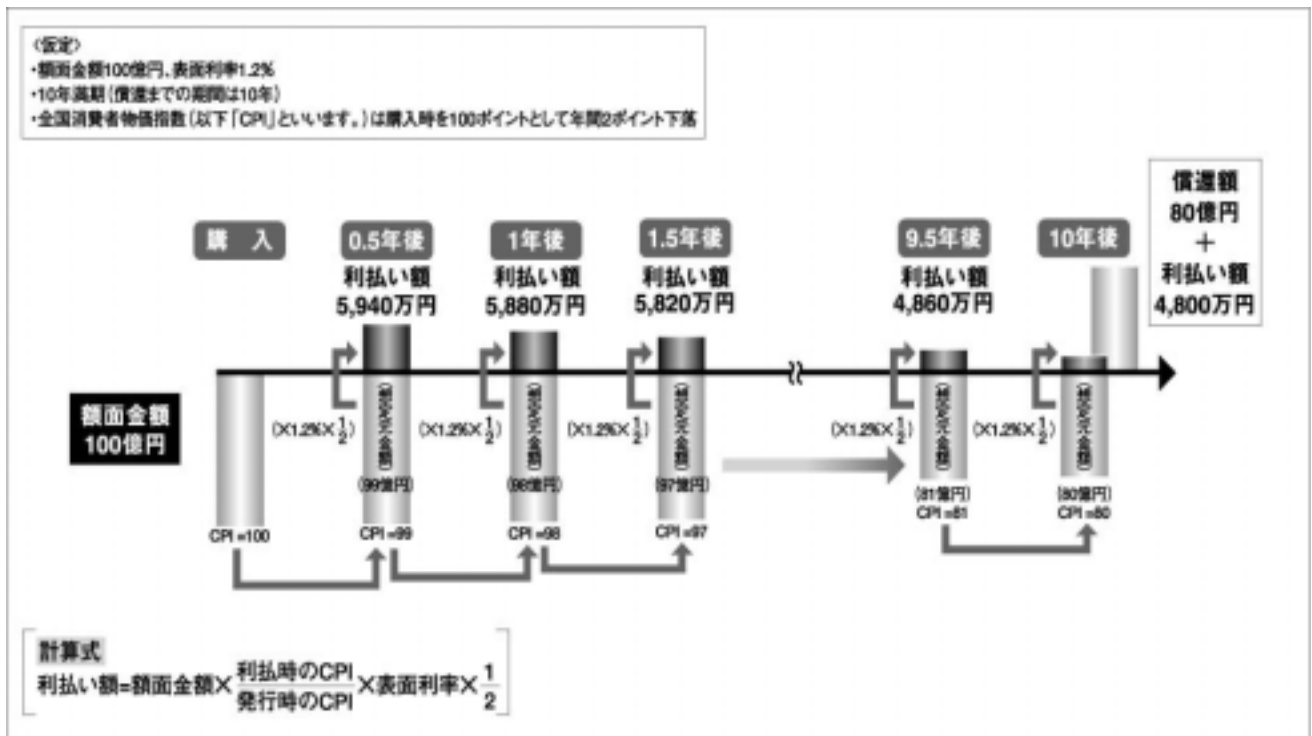 〈仮定〉
・額面金額100億円、表面利率1.2%
・10年満期(償還までの期間は10年)
・全国消費者物価指数(以下「CPI」といいます。)は購入時を100ポイントとして年間2ポイント下落
償還額
80億円
＋
利払い額
4,800万円
購 入
0.5年後
利払い額
5,940万円
1年後
利払い額
5,880万円
1.5年後
利払い額
5,820万円
9.5年後
利払い額
4,860万円
10年後
額面金額
100億円
(×1.2%×1/2)
(×1.2%×1/2)
(×1.2%×1/2)
(×1.2%×1/2)
(×1.2%×1/2)
(99億円)
(98億円)
(97億円)
(81億円)
(80億円)
CPI=100
CPI=99
CPI=98
CPI=97
CPI=81
CPI=80
計算式
利払い額=額面金額×利払時のCPI/発行時のCPI×表面利率×1/2